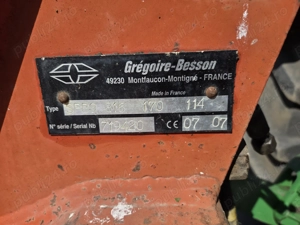 Grégoire-Besson
49230 Montfaucon-Montigné - FRANCE
Made in France
Type 170 114
N° série / Serial Nb CE 07 07